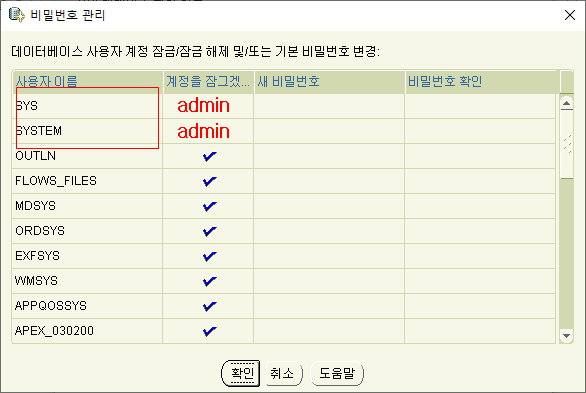 비밀번호 관리
데이터베이스 사용자 계정 잠금/잠금 해제 및/또는 기본 비밀번호 변경:
사용자 이름 계정을 잠그겠... 새 비밀번호 비밀번호 확인
SYS admin
SYSTEM admin
OUTLN
FLOWS_FILES
MDSYS
ORDSYS
EXFSYS
WMSYS
APPQOSSYS
APEX_030200
확인 취소 도움말